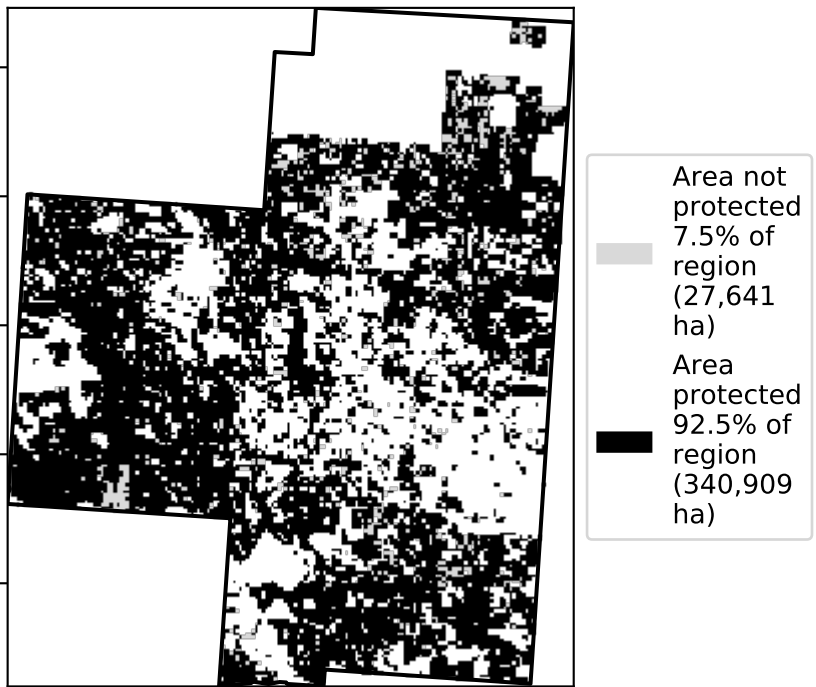 Area not
protected
7.5% of
region
(27,641
ha)
Area
protected
92.5% of
region
(340,909
ha)